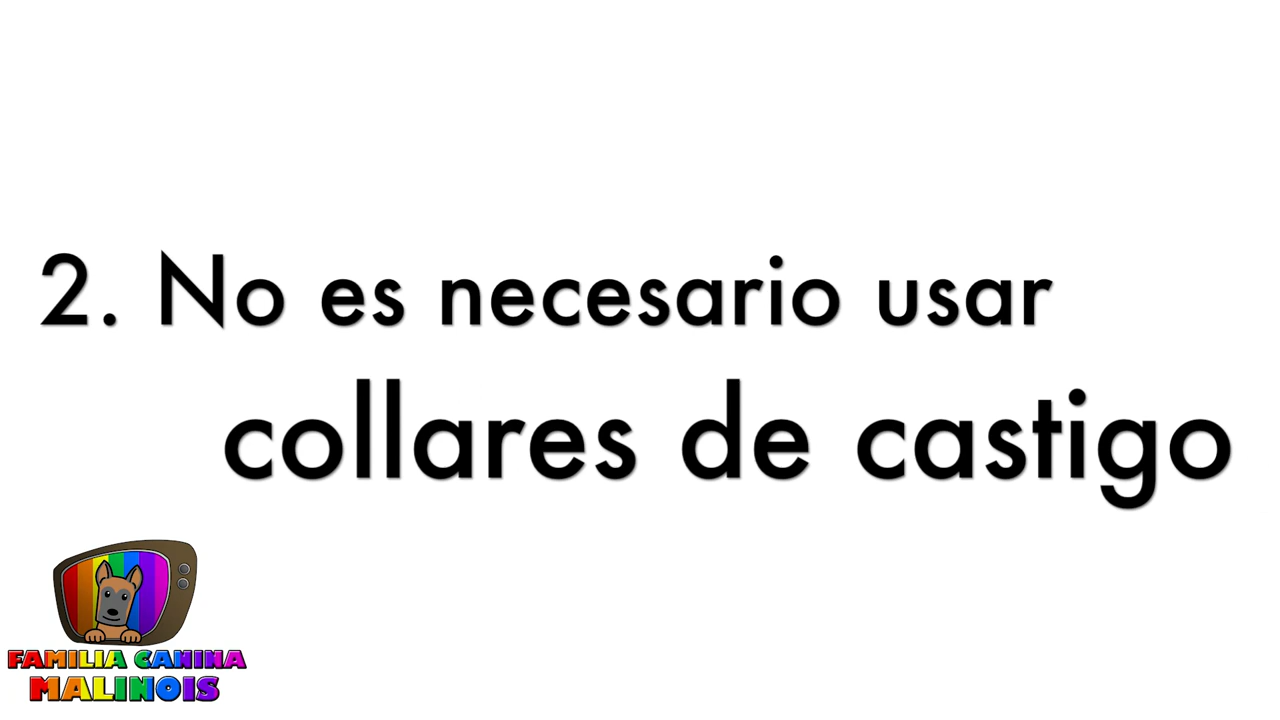 2. No es necesario usar
collares de castigo
FAMILIA CANINA
MALINOIS